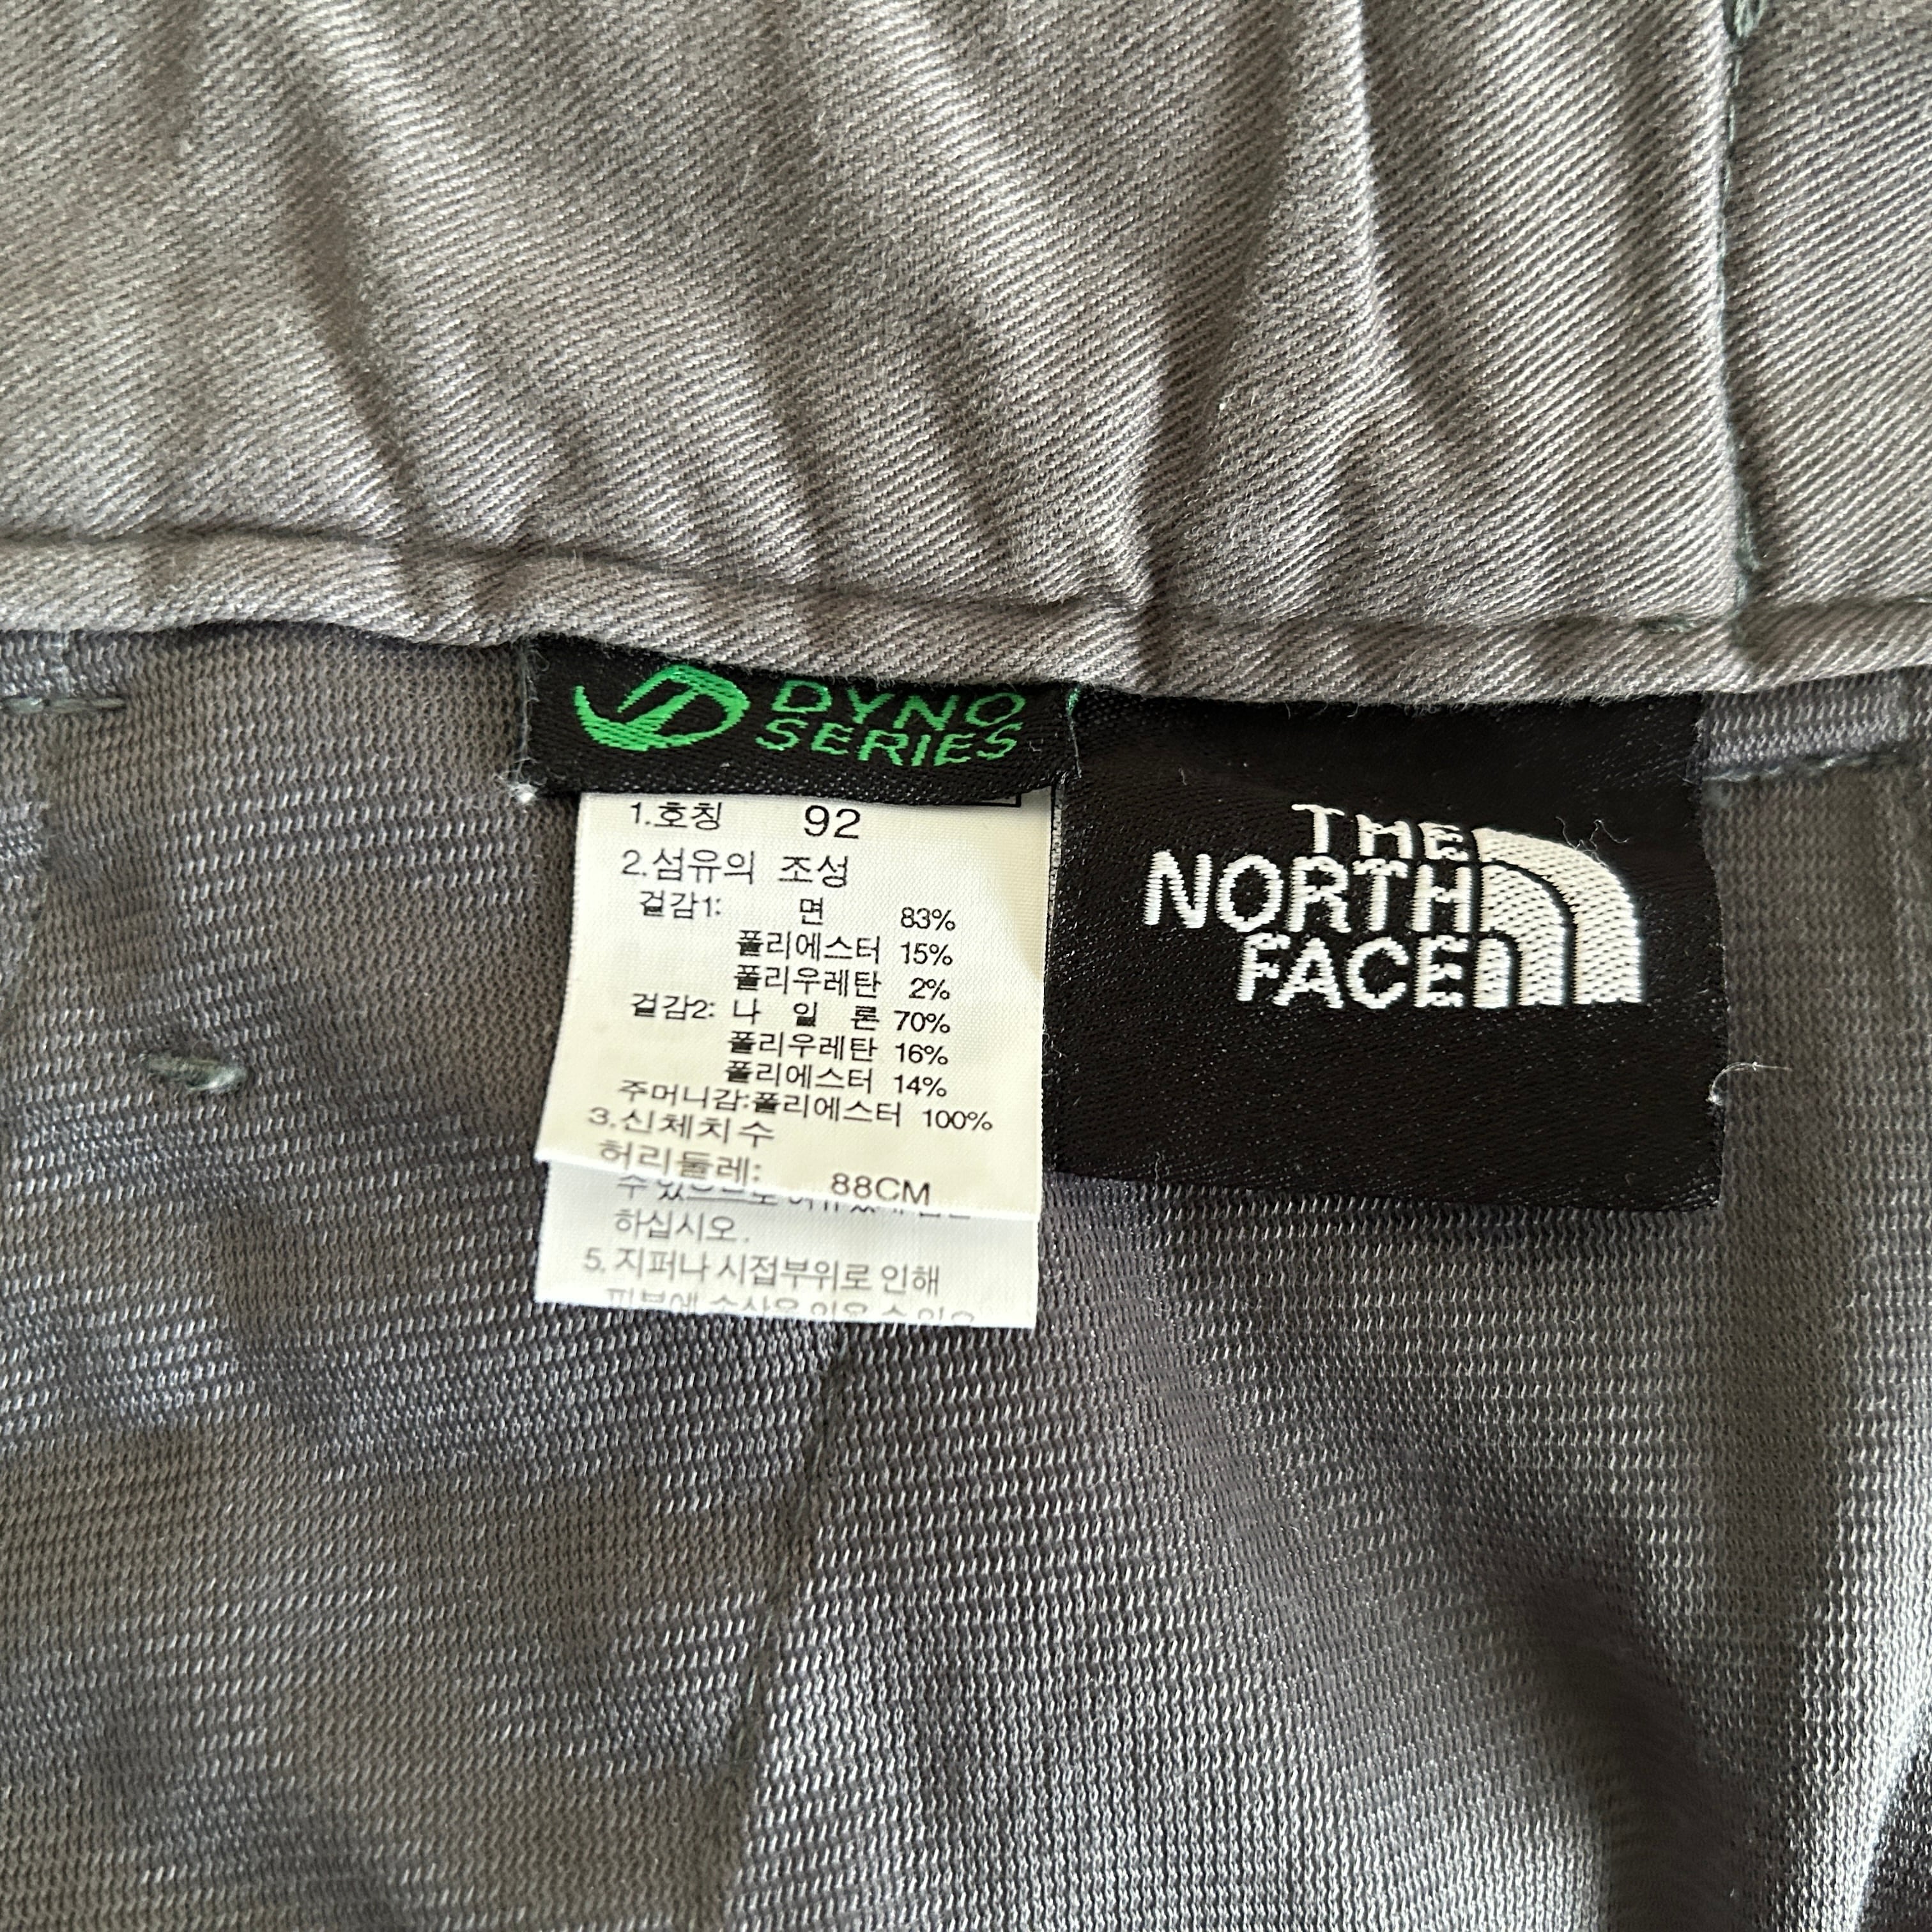 DYNO
SERIES
1.호칭 92
2.섬유의 조성
겉감1: 면 83%
폴리에스터 15%
폴리우레탄 2%
겉감2: 나 일 론 70%
폴리우레탄 16%
폴리에스터 14%
주머니감:폴리에스터 100%
3.신체치수
허리둘레: 88CM
하십시오.
5. 지퍼나 시접부위로 인해
THE
NORTH
FACE